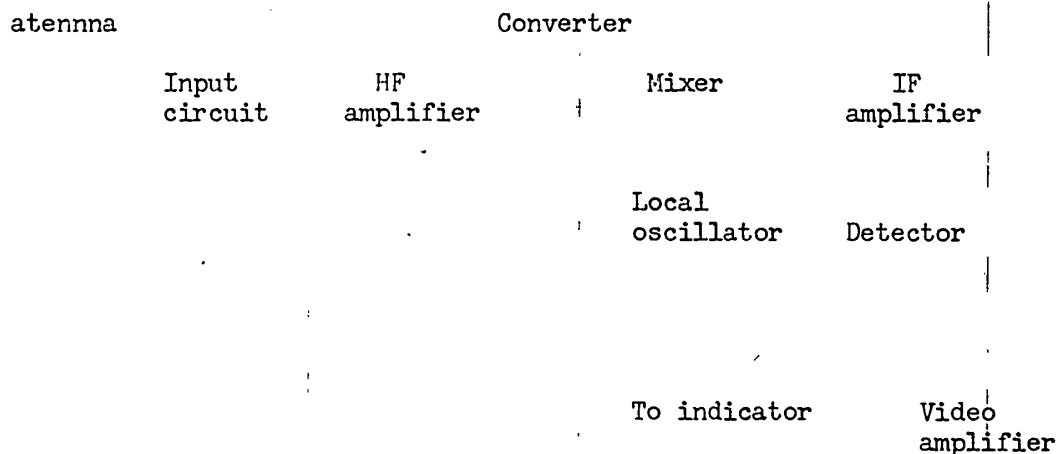 atennna Converter
Input HF Mixer IF
circuit amplifier amplifier
Local
oscillator Detector
To indicator Video
amplifier